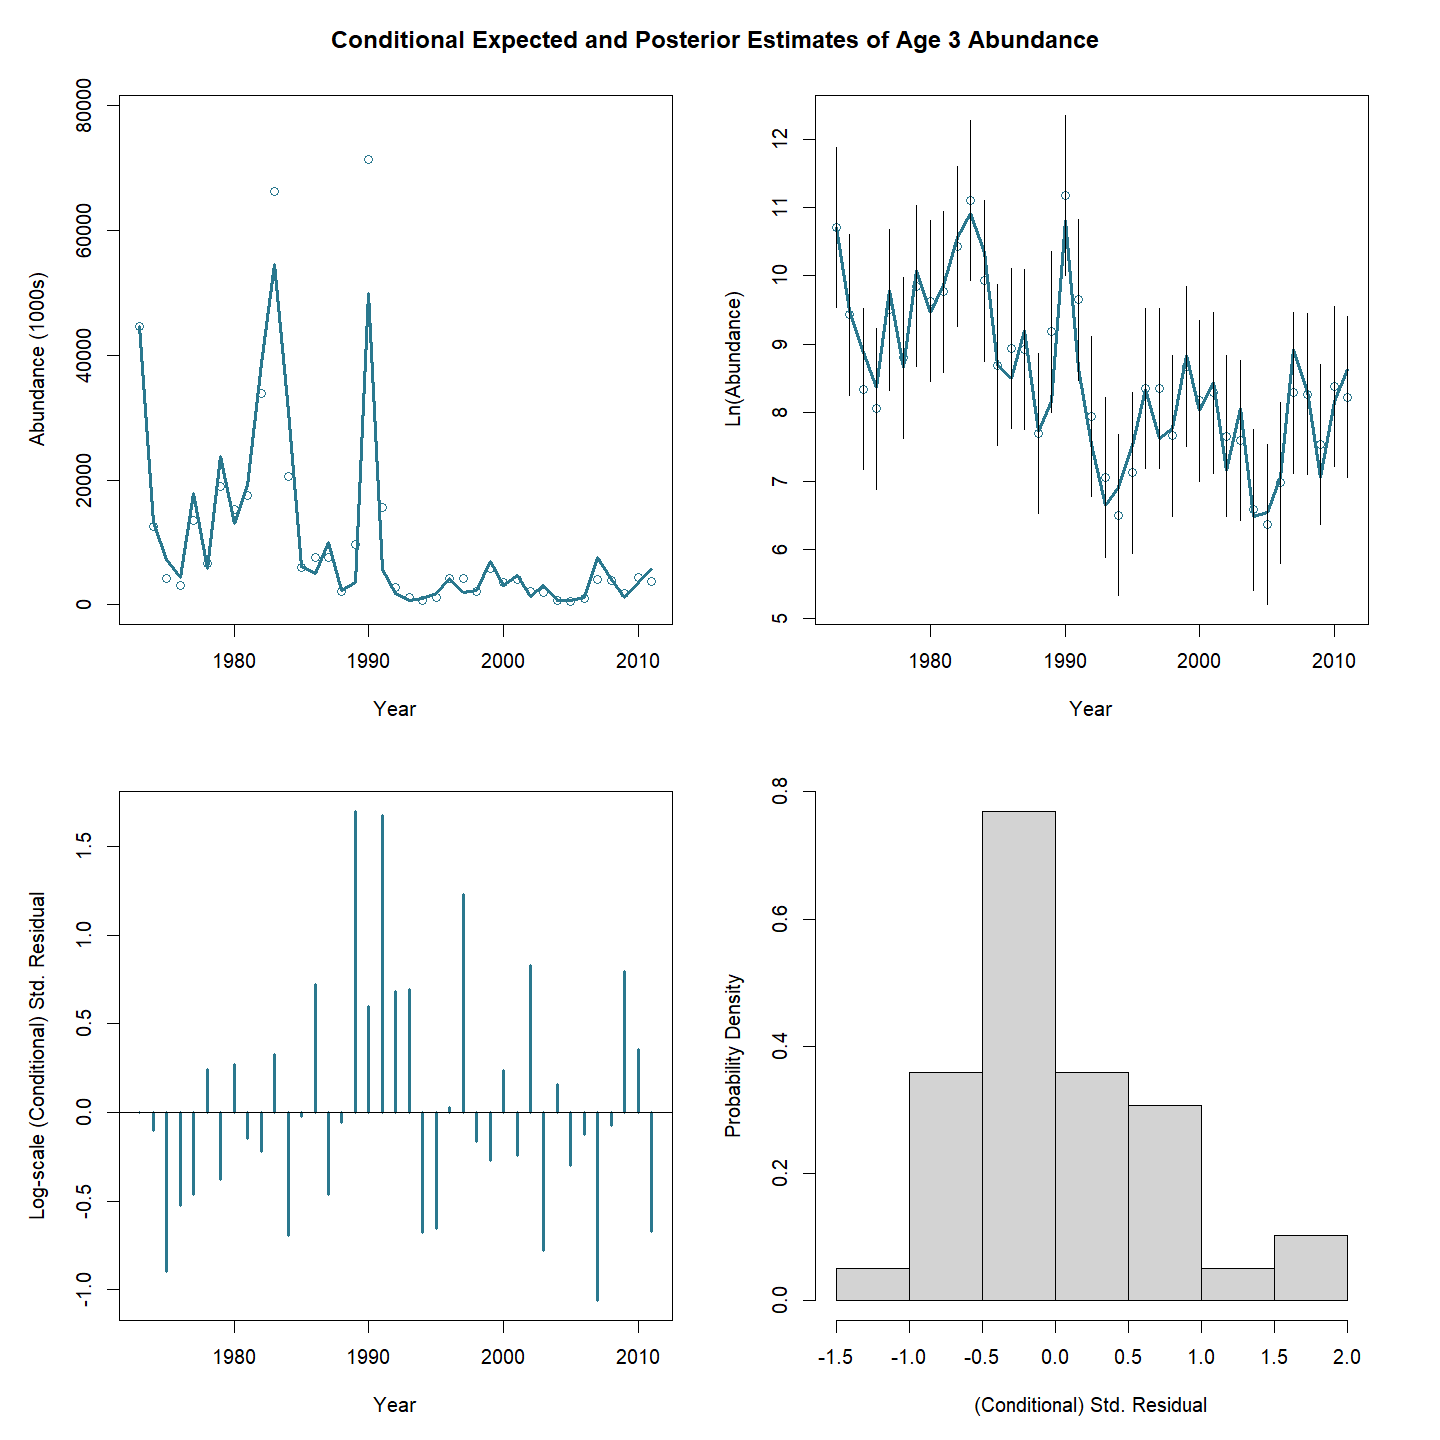 Conditional Expected and Posterior Estimates of Age 3 Abundance
Abundance (1000s)
80000
60000
40000
20000
0
1980 1990 2000 2010
Year
Ln(Abundance)
12
11
10
9
8
7
6
5
1980 1990 2000 2010
Year
Log-scale (Conditional) Std. Residual
1.5
1.0
0.5
0.0
-0.5
-1.0
1980 1990 2000 2010
Year
Probability Density
0.8
0.6
0.4
0.2
0.0
-1.5 -1.0 -0.5 0.0 0.5 1.0 1.5 2.0
(Conditional) Std. Residual